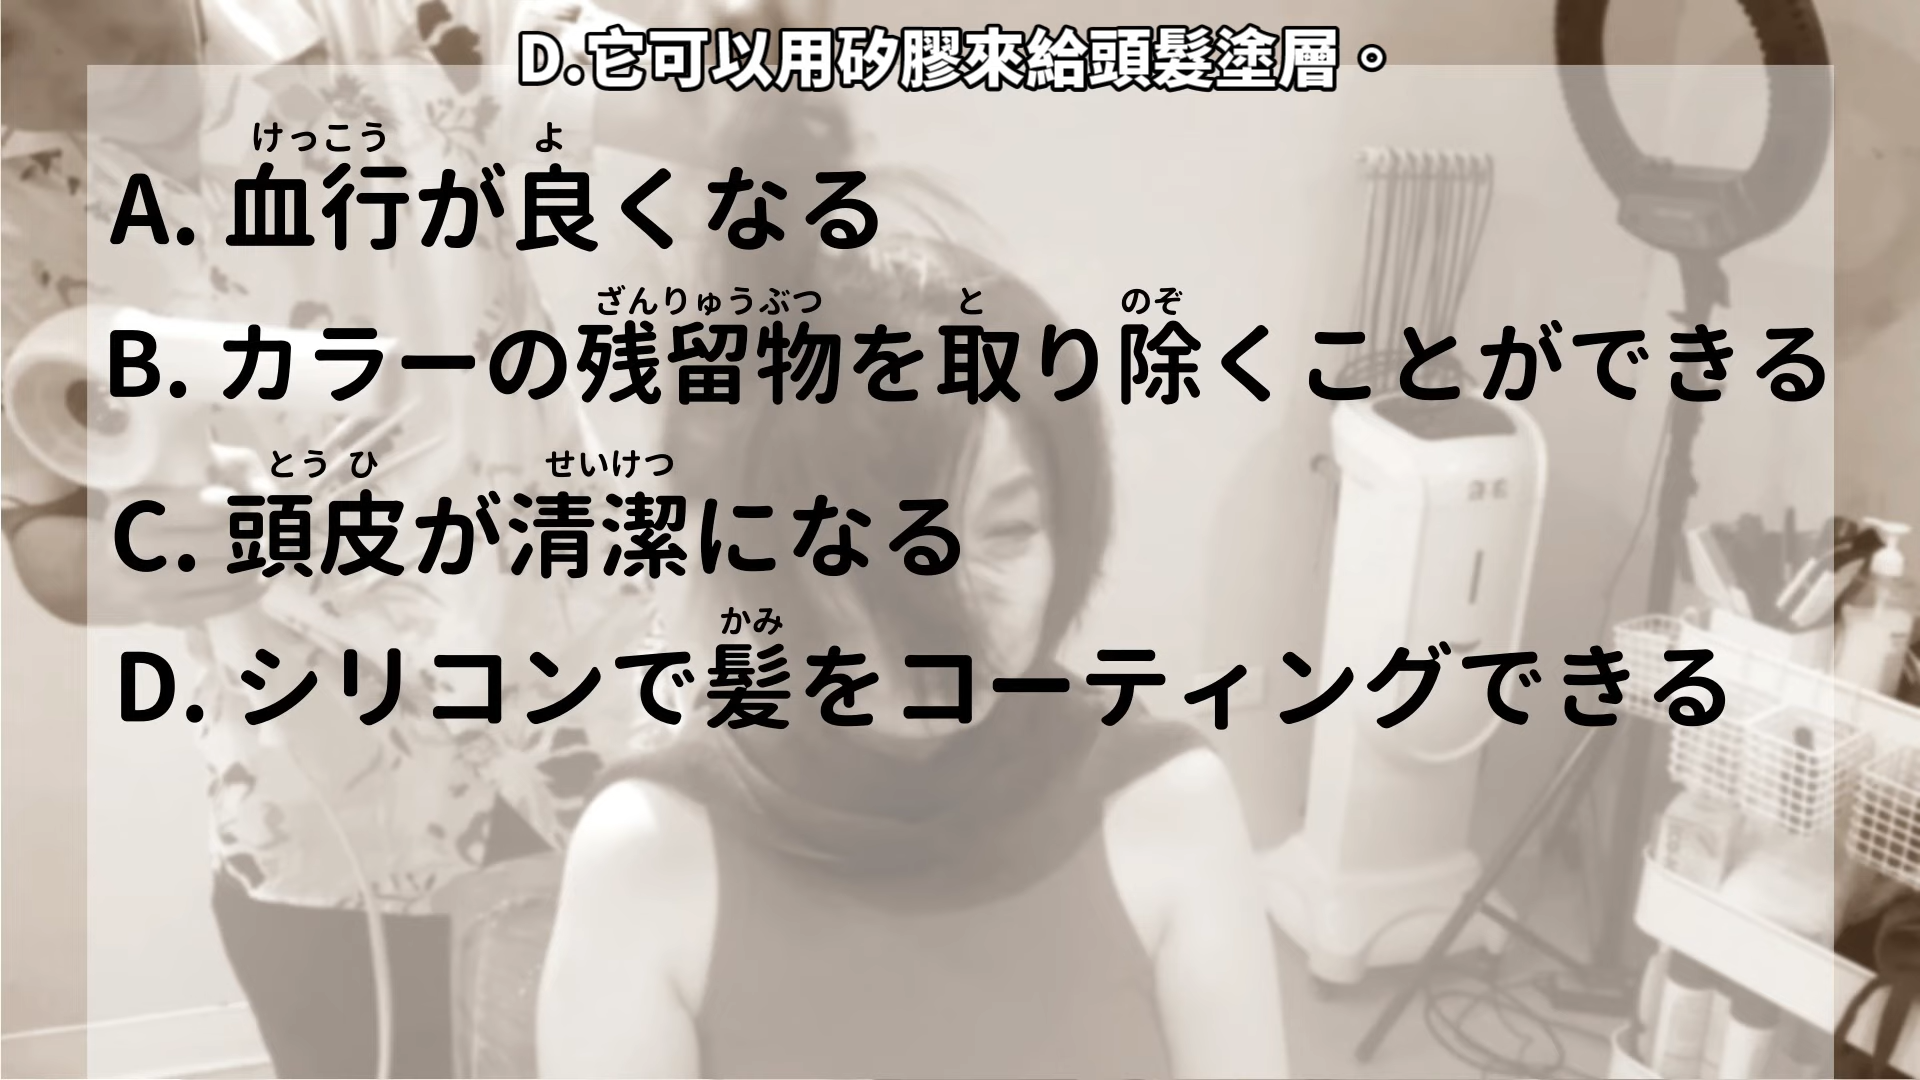 D.它可以用矽膠來給頭髮塗層。
けっこう よ
A. 血行が良くなる
ざんりゅうぶつ と のぞ
B. カラーの残留物を取り除くことができる
とう ひ せいけつ
C. 頭皮が清潔になる
かみ
D. シリコンで髪をコーティングできる